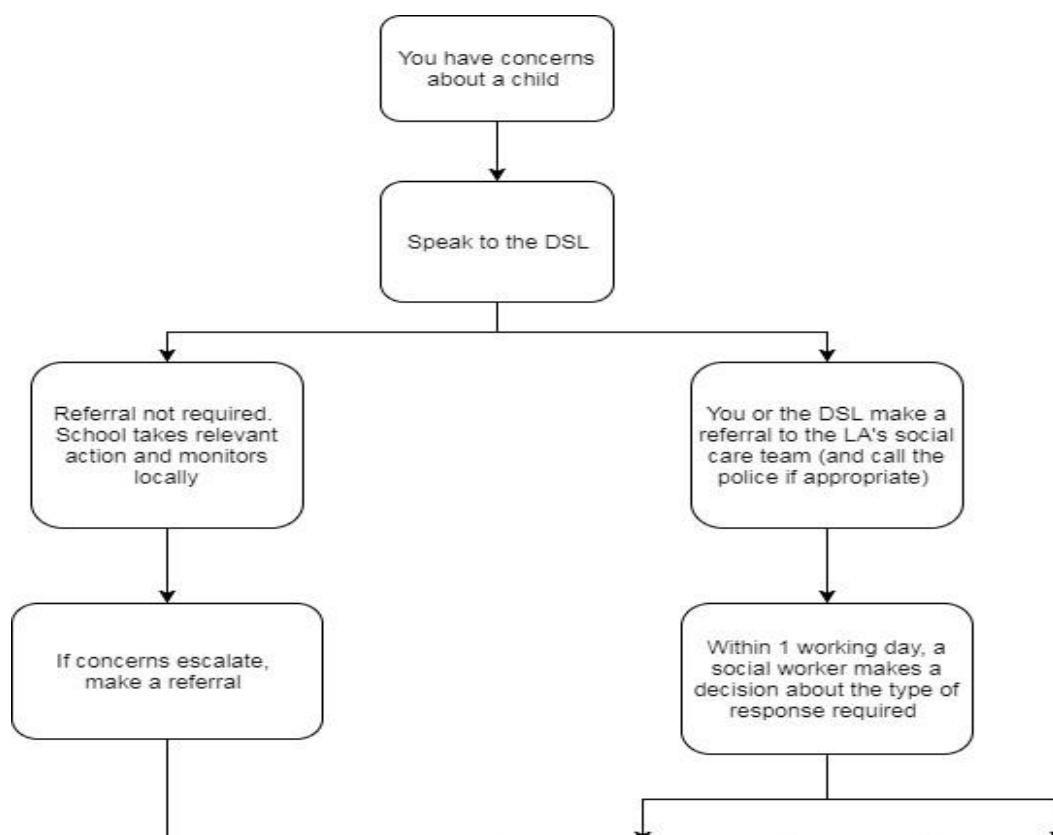 You have concerns
about a child
Speak to the DSL
Referral not required.
School takes relevant
action and monitors
locally
You or the DSL make a
referral to the LA's social
care team (and call the
police if appropriate)
If concerns escalate,
make a referral
Within 1 working day, a
social worker makes a
decision about the type of
response required